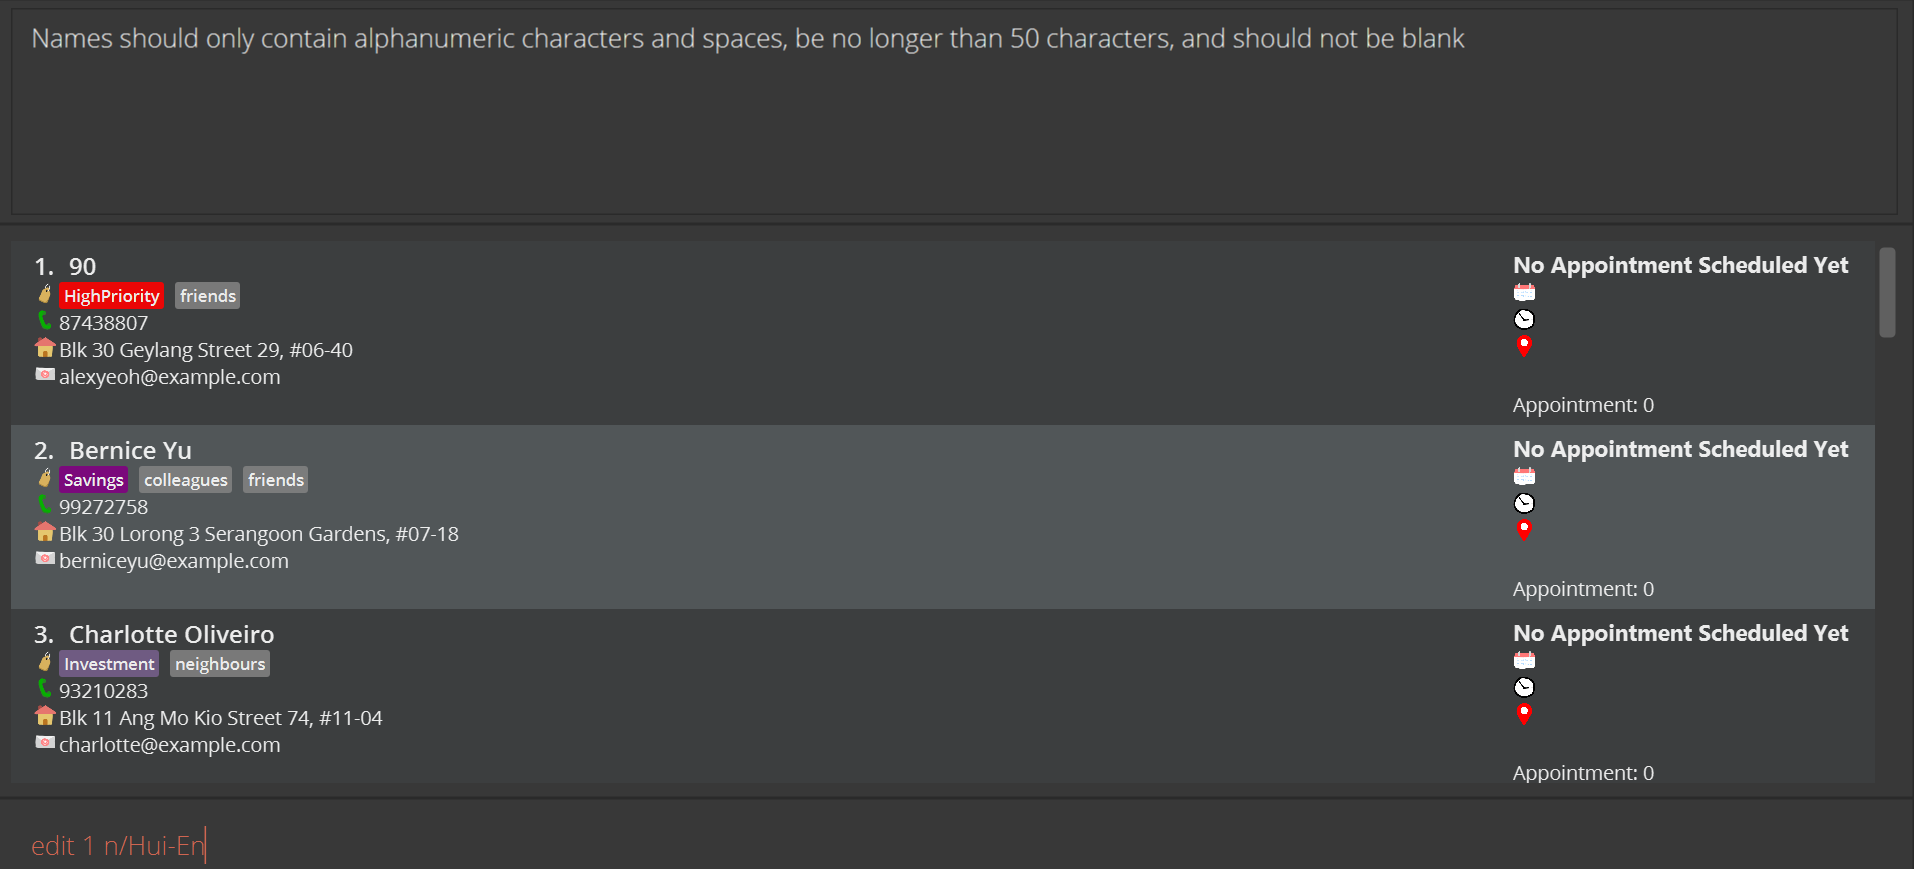 Names should only contain alphanumeric characters and spaces, be no longer than 50 characters, and should not be blank
1. 90
HighPriority friends
87438807
Blk 30 Geylang Street 29, #06-40
alexyeoh@example.com
No Appointment Scheduled Yet
Appointment: 0
2. Bernice Yu
Savings colleagues friends
99272758
Blk 30 Lorong 3 Serangoon Gardens, #07-18
berniceyu@example.com
No Appointment Scheduled Yet
Appointment: 0
3. Charlotte Oliveiro
Investment neighbours
93210283
Blk 11 Ang Mo Kio Street 74, #11-04
charlotte@example.com
No Appointment Scheduled Yet
Appointment: 0
edit 1 n/Hui-En